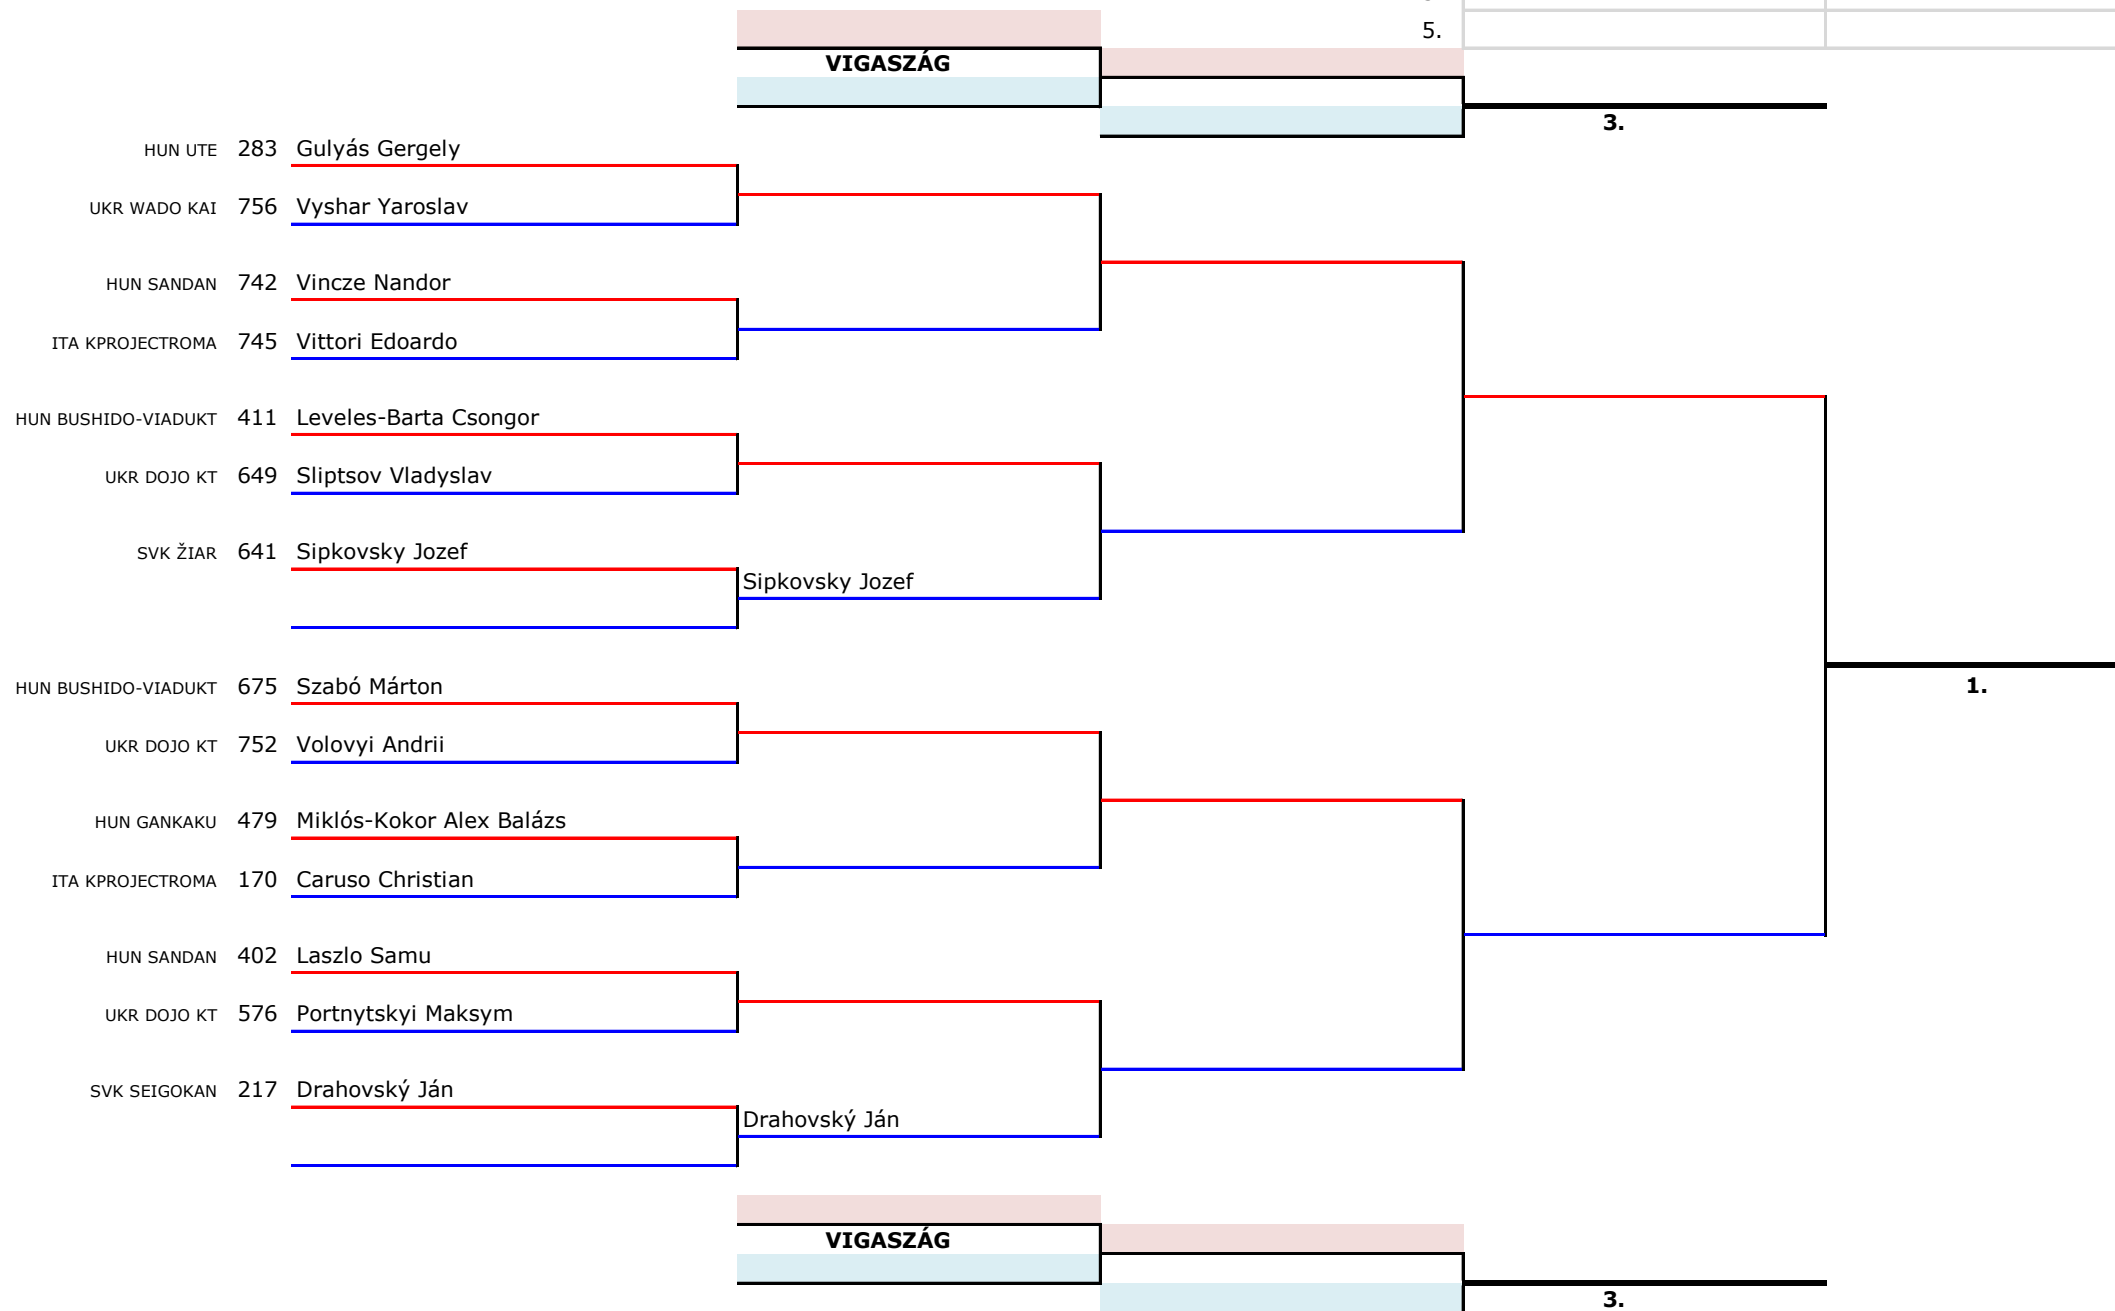 5.
VIGASZÁG
3.
HUN UTE 283 Gulyás Gergely
UKR WADO KAI 756 Vyshar Yaroslav
HUN SANDAN 742 Vincze Nandor
ITA KPROJECTROMA 745 Vittori Edoardo
HUN BUSHIDO-VIADUKT 411 Leveles-Barta Csongor
UKR DOJO KT 649 Sliptsov Vladyslav
SVK ŽIAR 641 Sipkovsky Jozef
Sipkovsky Jozef
HUN BUSHIDO-VIADUKT 675 Szabó Márton
1.
UKR DOJO KT 752 Volovyi Andrii
HUN GANKAKU 479 Miklós-Kokor Alex Balázs
ITA KPROJECTROMA 170 Caruso Christian
HUN SANDAN 402 Laszlo Samu
UKR DOJO KT 576 Portnytskyi Maksym
SVK SEIGOKAN 217 Drahovský Ján
Drahovský Ján
VIGASZÁG
3.